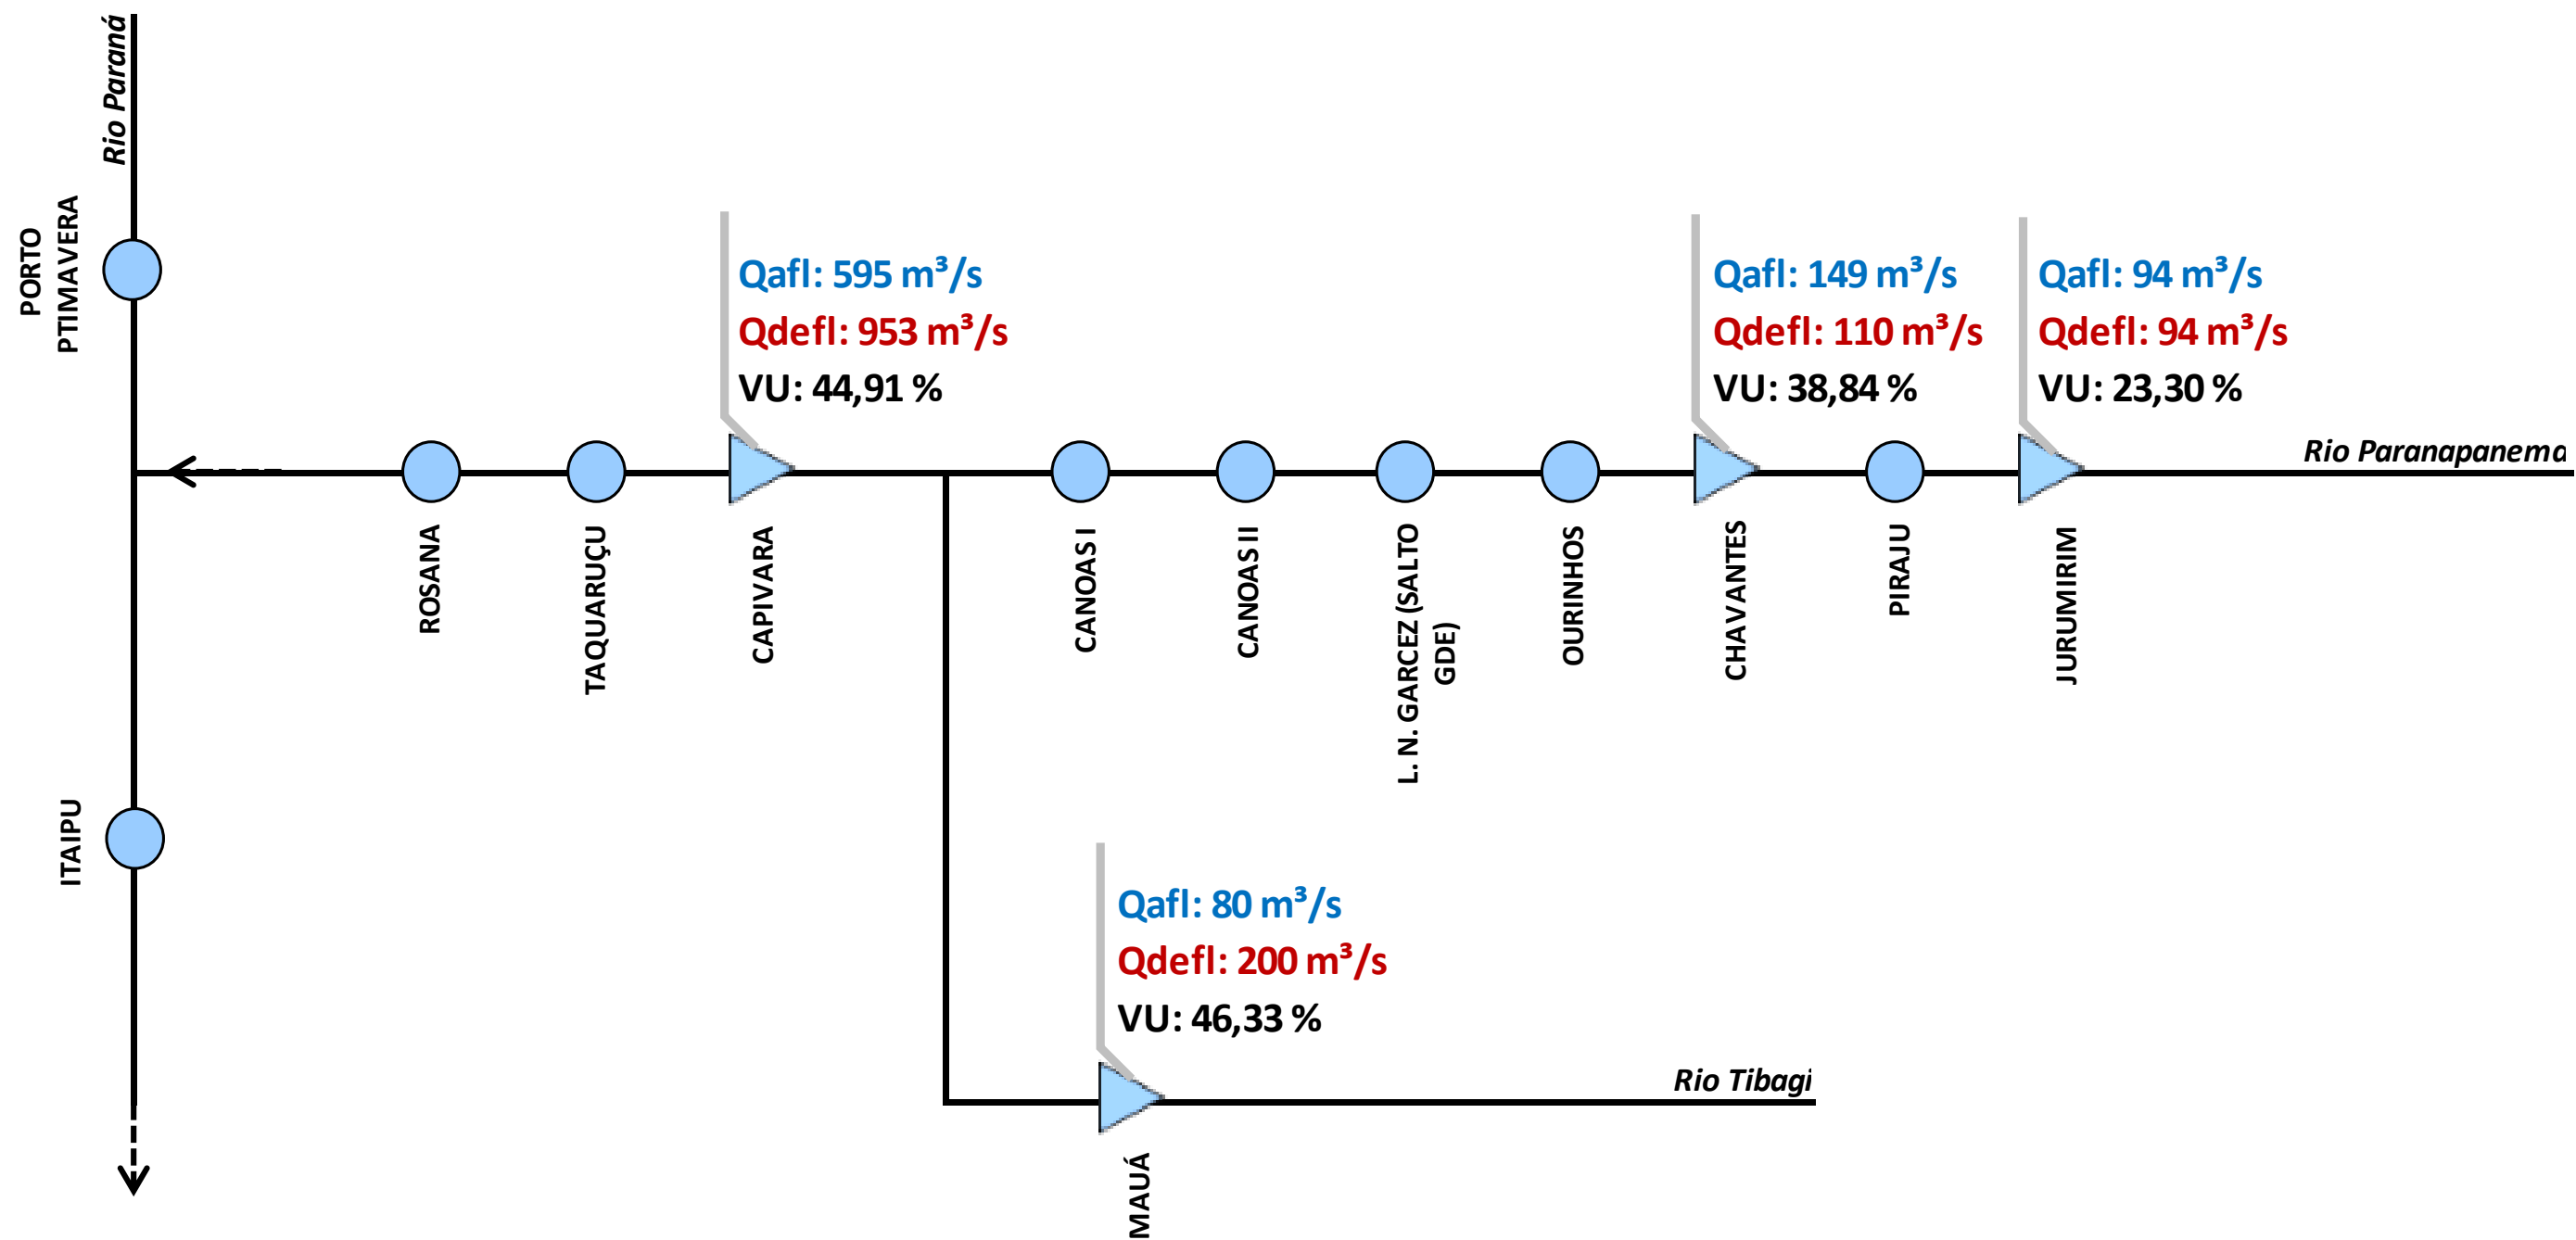 Rio Paraná
PORTO
PTIMAVERA
Qafl: 595 m³/s
Qdefl: 953 m³/s
VU: 44,91 %
Qafl: 149 m³/s
Qdefl: 110 m³/s
VU: 38,84 %
Qafl: 94 m³/s
Qdefl: 94 m³/s
VU: 23,30 %
Rio Paranapanema
ROSANA
TAQUARUÇU
CAPIVARA
CANOAS I
CANOAS II
L. N. GARCEZ (SALTO
GDE)
OURINHOS
CHAVANTES
PIRAJU
JURUMIRIM
ITAIPU
Qafl: 80 m³/s
Qdefl: 200 m³/s
VU: 46,33 %
Rio Tibagi
MAUÁ